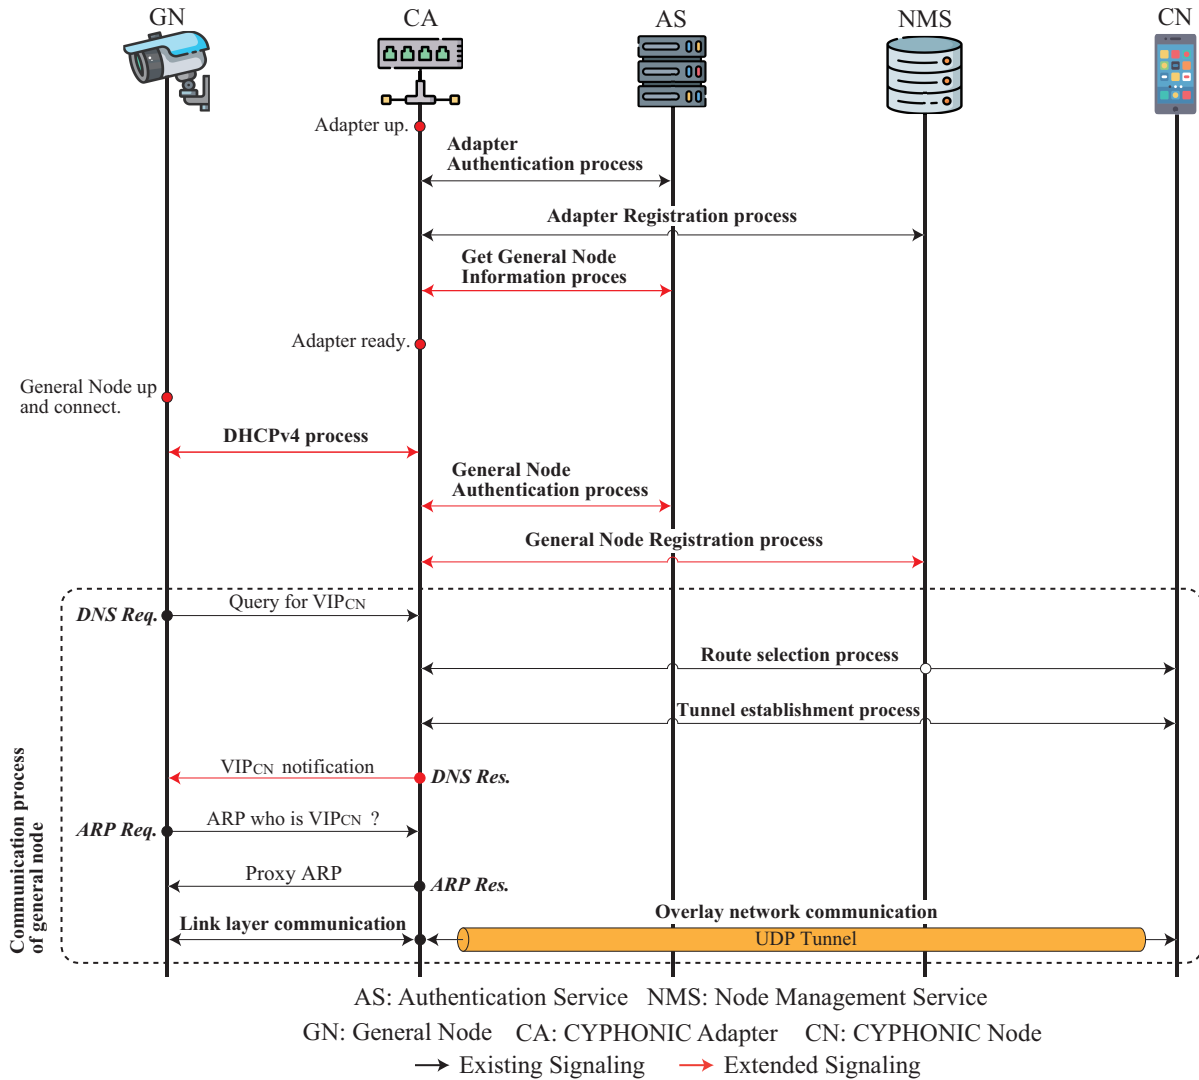 GN
CA
AS
NMS
CN
Adapter up.
Adapter
Authentication process
Adapter Registration process
Get General Node
Information proces
Adapter ready.
General Node up
and connect.
DHCPv4 process
General Node
Authentication process
General Node Registration process
DNS Req.
Query for VIPCN
Route selection process
Tunnel establishment process
VIPCN notification
DNS Res.
ARP Req.
ARP who is VIPCN ?
Proxy ARP
ARP Res.
Link layer communication
Overlay network communication
UDP Tunnel
Communication process
of general node
AS: Authentication Service NMS: Node Management Service
GN: General Node CA: CYPHONIC Adapter CN: CYPHONIC Node
Existing Signaling Extended Signaling